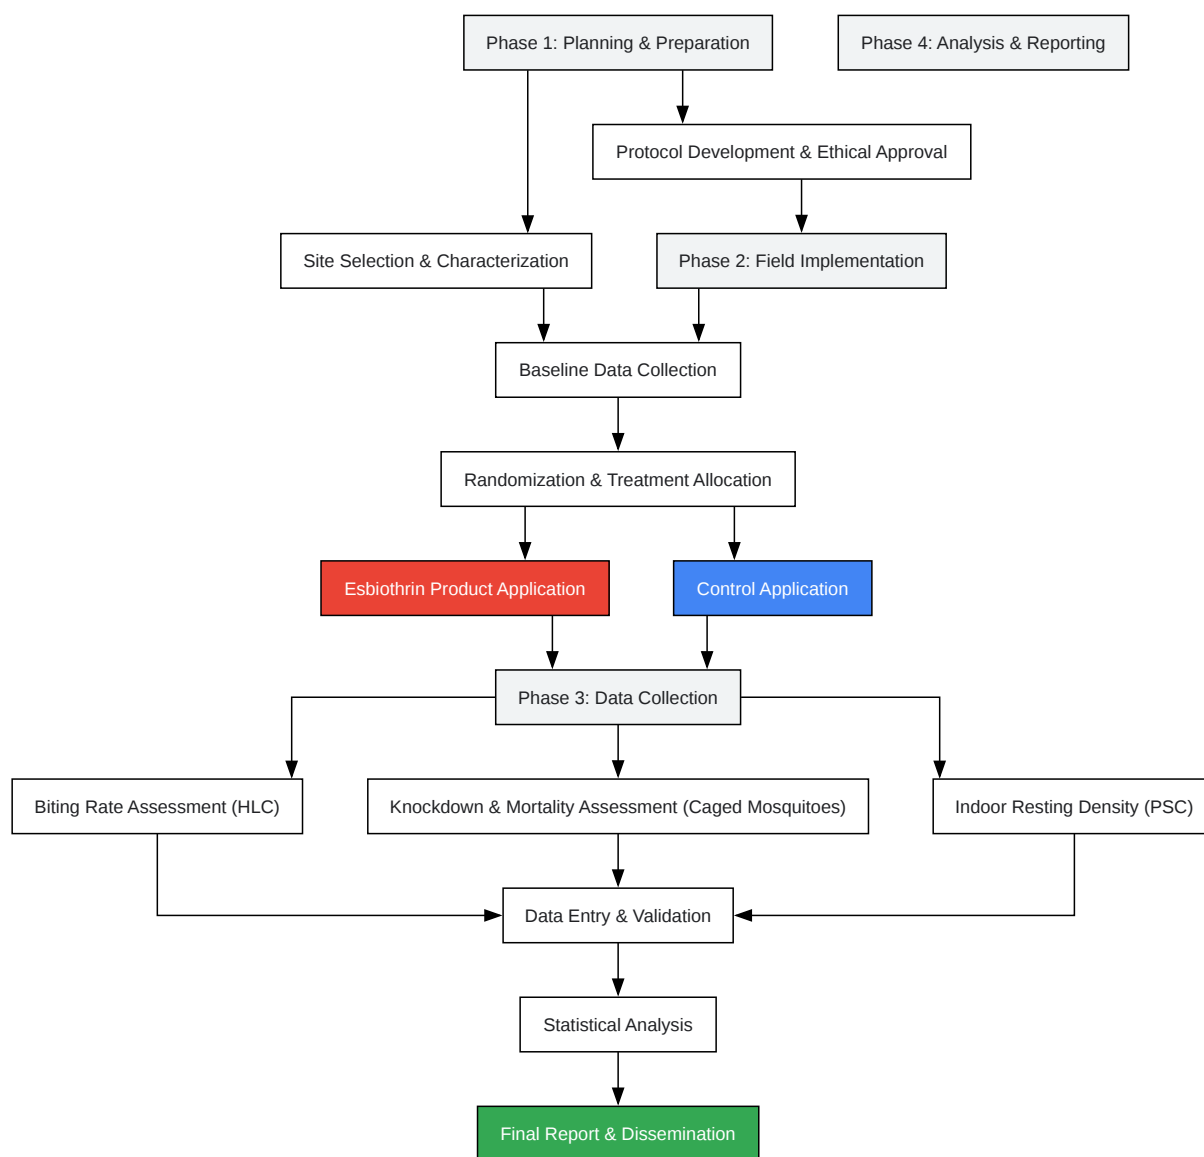 Phase 1: Planning & Preparation
Phase 4: Analysis & Reporting
Protocol Development & Ethical Approval
Site Selection & Characterization
Phase 2: Field Implementation
Baseline Data Collection
Randomization & Treatment Allocation
Esbiothrin Product Application
Control Application
Phase 3: Data Collection
Biting Rate Assessment (HLC)
Knockdown & Mortality Assessment (Caged Mosquitoes)
Indoor Resting Density (PSC)
Data Entry & Validation
Statistical Analysis
Final Report & Dissemination